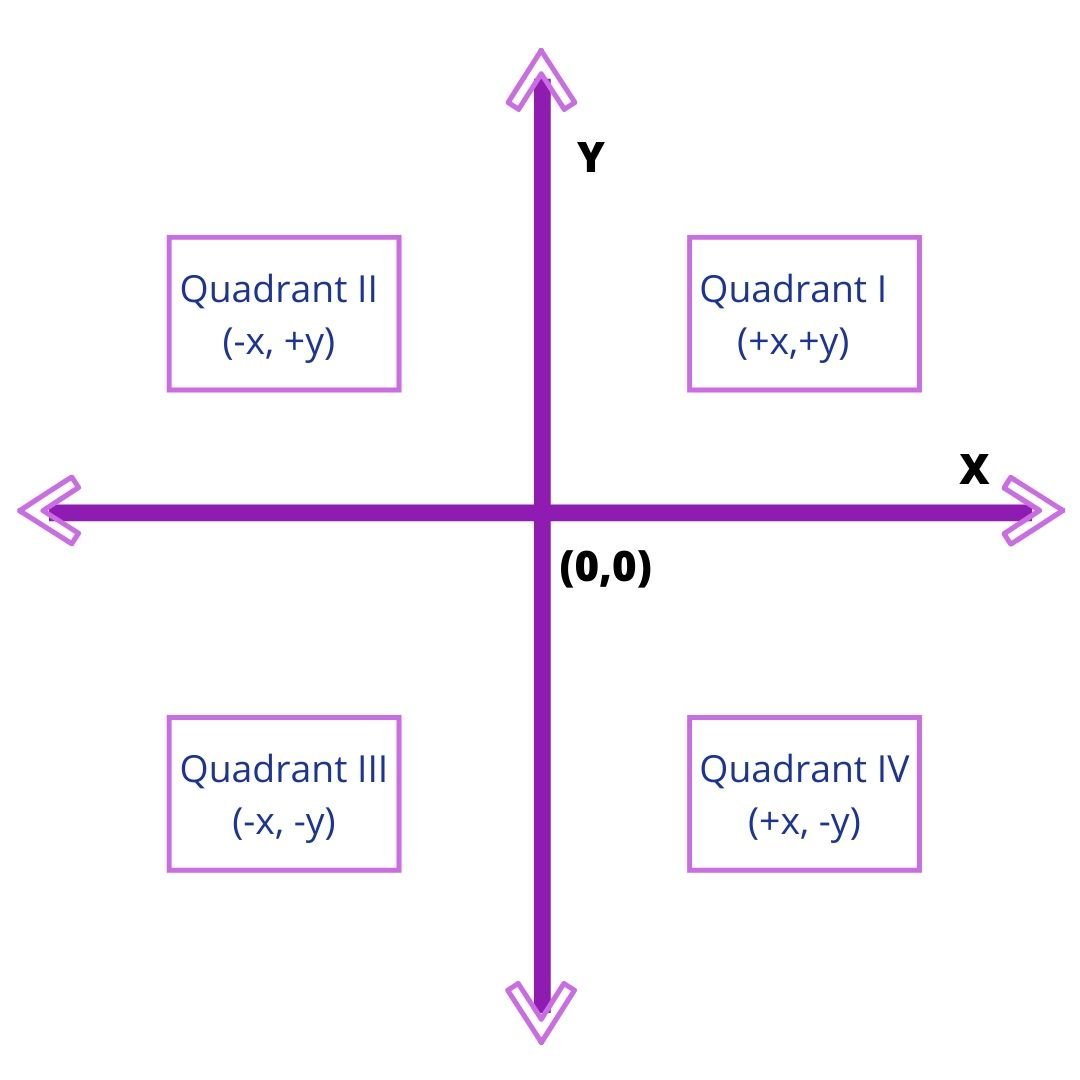 Y
Quadrant II
(-x, +y)
Quadrant I
(+x,+y)
X
(0,0)
Quadrant III
(-x, -y)
Quadrant IV
(+x, -y)